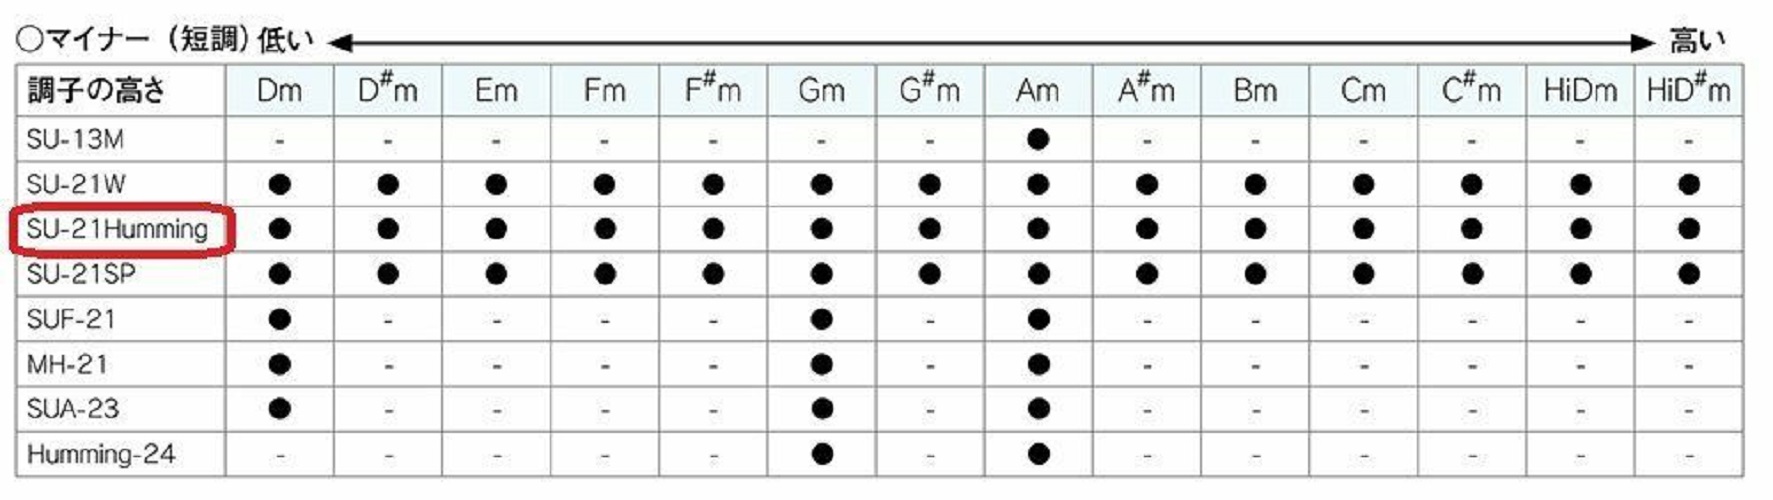 ○マイナー（短調）低い 高い
調子の高さ Dm D#m Em Fm F#m Gm G#m Am A#m Bm Cm C#m HiDm HiD#m
SU-13M - - - - - - - ● - - - - - -
SU-21W ● ● ● ● ● ● ● ● ● ● ● ● ● ●
SU-21Humming ● ● ● ● ● ● ● ● ● ● ● ● ● ●
SU-21SP ● ● ● ● ● ● ● ● ● ● ● ● ● ●
SUF-21 ● - - - - ● - ● - - - - - -
MH-21 ● - - - - ● - ● - - - - - -
SUA-23 ● - - - - ● - ● - - - - - -
Humming-24 - - - - - ● - ● - - - - - -